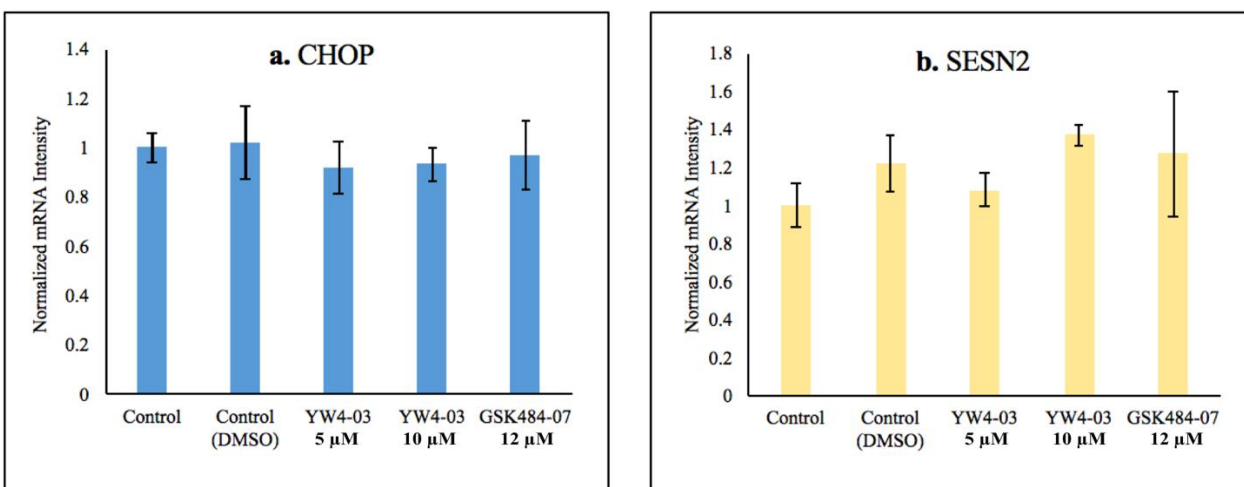 a. CHOP
Normalized mRNA Intensity
1.4
1.2
1
0.8
0.6
0.4
0.2
0
Control
Control
(DMSO)
YW4-03
5 µM
YW4-03
10 µM
GSK484-07
12 µM
b. SESN2
Normalized mRNA Intensity
1.8
1.6
1.4
1.2
1
0.8
0.6
0.4
0.2
0
Control
Control
(DMSO)
YW4-03
5 µM
YW4-03
10 µM
GSK484-07
12 µM